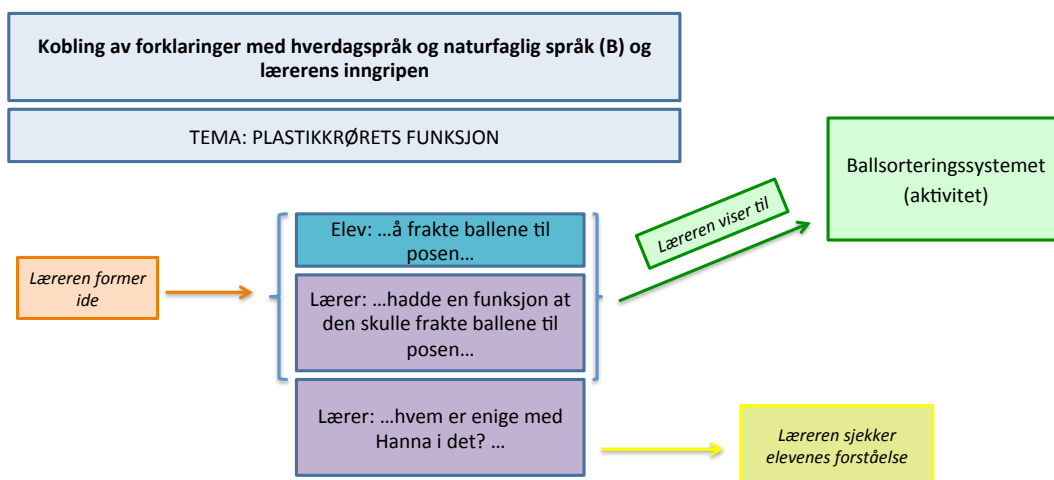 Kobling av forklaringer med hverdagspråk og naturfaglig språk (B) og
lærerens inngripen
TEMA: PLASTIKKRØRETS FUNKSJON
Ballsorteringssystemet
(aktivitet)
Læreren viser til
Elev: …å frakte ballene til
posen…
Læreren former
ide
Lærer: …hadde en funksjon at
den skulle frakte ballene til
posen…
Lærer: …hvem er enige med
Hanna i det? …
Læreren sjekker
elevenes forståelse